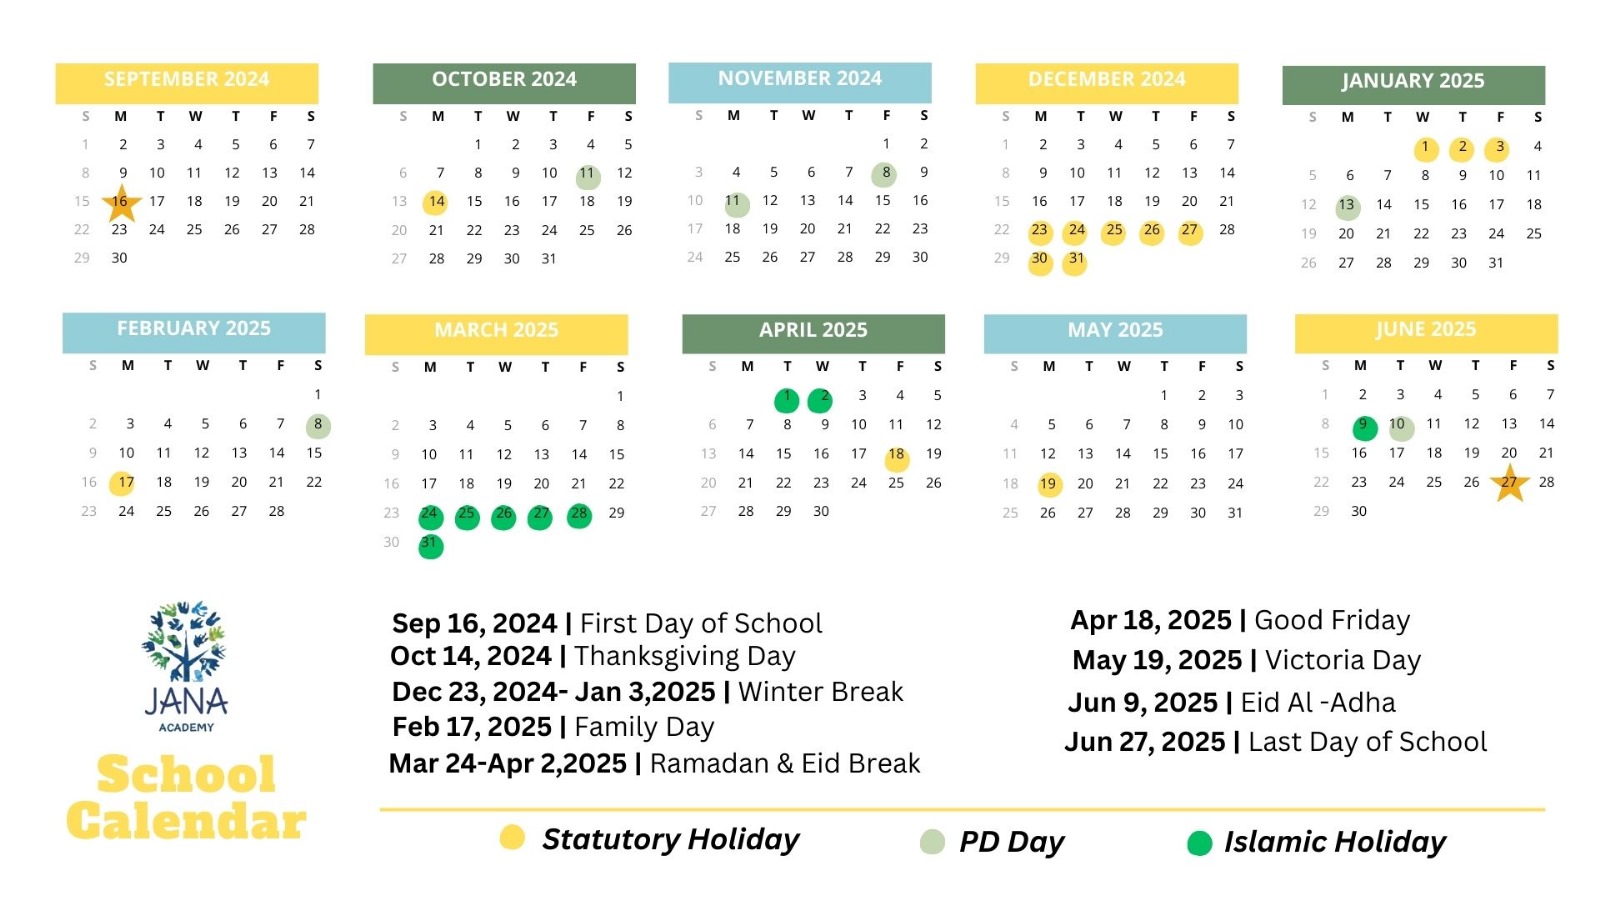 SEPTEMBER 2024
S M T W T F S
1 2 3 4 5 6 7
8 9 10 11 12 13 14
15 16 17 18 19 20 21
22 23 24 25 26 27 28
29 30
OCTOBER 2024
S M T W T F S
1 2 3 4 5
6 7 8 9 10 11 12
13 14 15 16 17 18 19
20 21 22 23 24 25 26
27 28 29 30 31
NOVEMBER 2024
S M T W T F S
1 2
3 4 5 6 7 8 9
10 11 12 13 14 15 16
17 18 19 20 21 22 23
24 25 26 27 28 29 30
DECEMBER 2024
S M T W T F S
1 2 3 4 5 6 7
8 9 10 11 12 13 14
15 16 17 18 19 20 21
22 23 24 25 26 27 28
29 30 31
JANUARY 2025
S M T W T F S
1 2 3 4
5 6 7 8 9 10 11
12 13 14 15 16 17 18
19 20 21 22 23 24 25
26 27 28 29 30 31
FEBRUARY 2025
S M T W T F S
1
2 3 4 5 6 7 8
9 10 11 12 13 14 15
16 17 18 19 20 21 22
23 24 25 26 27 28
MARCH 2025
S M T W T F S
1
2 3 4 5 6 7 8
9 10 11 12 13 14 15
16 17 18 19 20 21 22
23 24 25 26 27 28 29
30 31
APRIL 2025
S M T W T F S
1 2 3 4 5
6 7 8 9 10 11 12
13 14 15 16 17 18 19
20 21 22 23 24 25 26
27 28 29 30
MAY 2025
S M T W T F S
1 2 3
4 5 6 7 8 9 10
11 12 13 14 15 16 17
18 19 20 21 22 23 24
25 26 27 28 29 30 31
JUNE 2025
S M T W T F S
1 2 3 4 5 6 7
8 9 10 11 12 13 14
15 16 17 18 19 20 21
22 23 24 25 26 27 28
29 30
JANA
ACADEMY
School
Calendar
Sep 16, 2024 | First Day of School
Oct 14, 2024 | Thanksgiving Day
Dec 23, 2024- Jan 3,2025 | Winter Break
Feb 17, 2025 | Family Day
Mar 24-Apr 2,2025 | Ramadan & Eid Break
Apr 18, 2025 | Good Friday
May 19, 2025 | Victoria Day
Jun 9, 2025 | Eid Al -Adha
Jun 27, 2025 | Last Day of School
Statutory Holiday
PD Day
Islamic Holiday